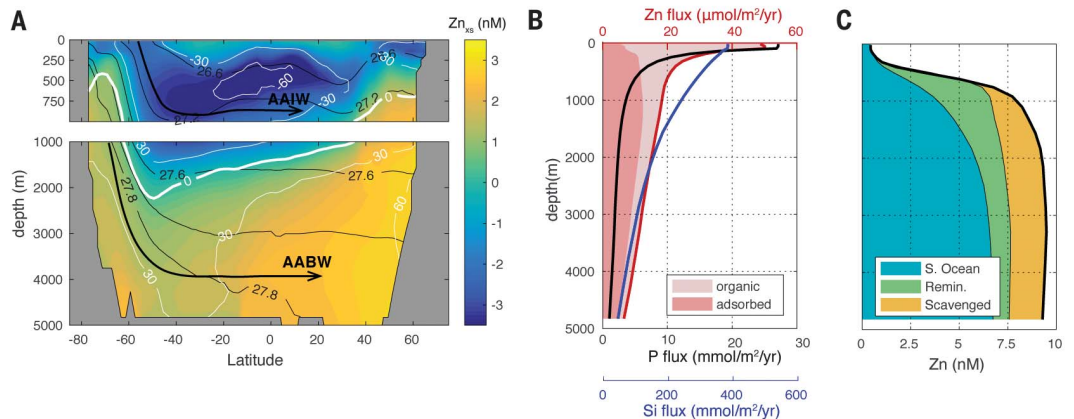 A
Zn_xs (nM)
0
250
500
750
1000
2000
3000
4000
5000
-80 -60 -40 -20 0 20 40 60 80
Latitude
depth (m)
-30
26.6
-60
26.6
-30
AAIW
-30
27.2
27.2
0
30
27.6
0
27.6
27.8
30
60
30
AABW
30
27.8
3
2
1
0
-1
-2
-3
B
Zn flux (μmol/m²/yr)
0 20 40 60 80 100
0
1000
2000
3000
4000
5000
depth(m)
organic
adsorbed
0 10 20 30
P flux (mmol/m²/yr)
0 200 400 600
Si flux (mmol/m²/yr)
C
S. Ocean
Remin.
Scavenged
0 2.5 5 7.5 10
Zn (nM)